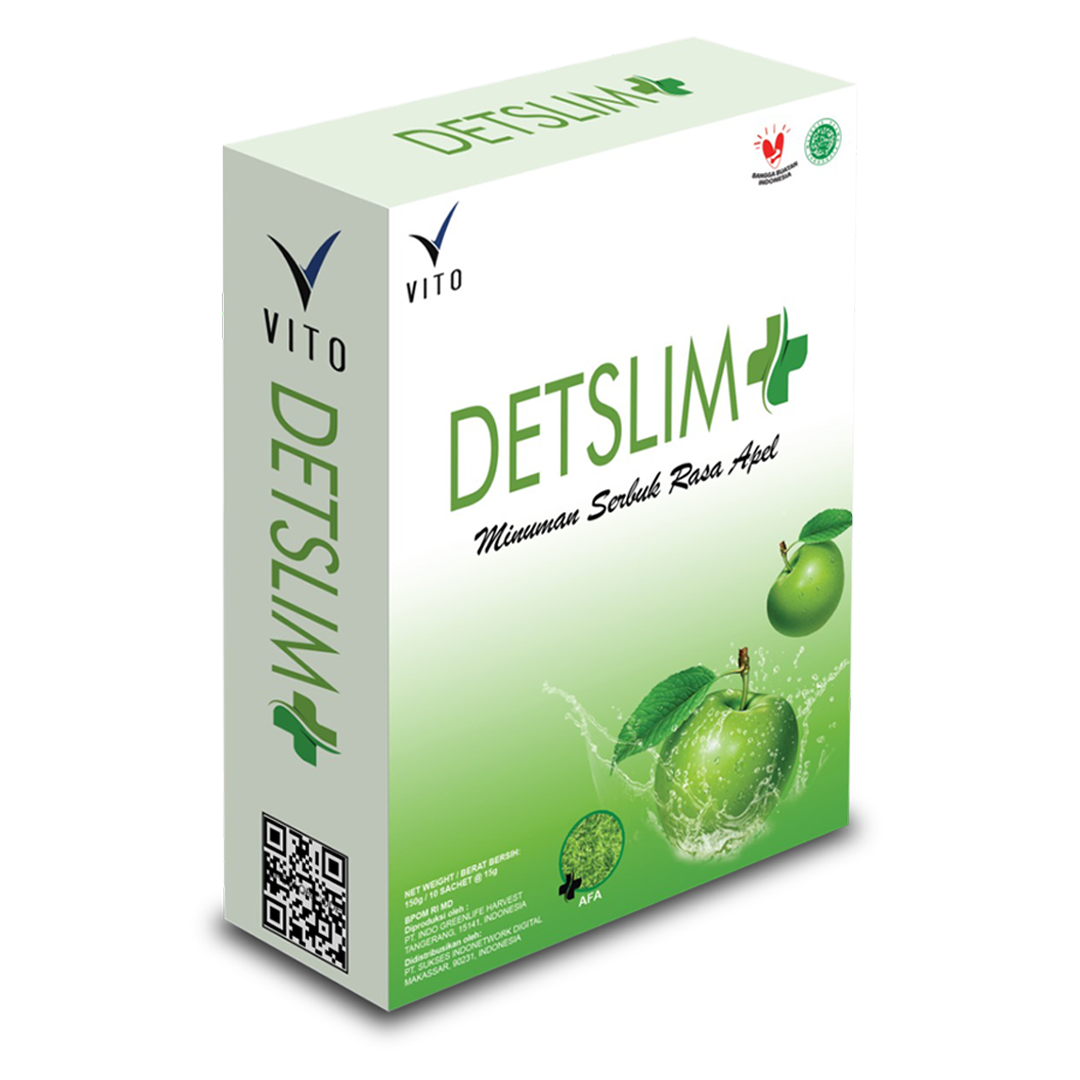 DETSLIM
BANGGA BUATAN
INDONESIA
VITO
VITO
DETSLIM
DETSLIM
Minuman Serbuk Rasa Apel
AFA
NET WEIGHT / BERAT BERSIH:
150g / 10 SACHET @ 15g
BPOM RI MD
Diproduksi oleh :
PT. INDO GREENLIFE HARVEST
TANGERANG, 15141, INDONESIA
Didistribusikan oleh:
PT. SUKSES INDONETWORK DIGITAL
MAKASSAR, 90231, INDONESIA